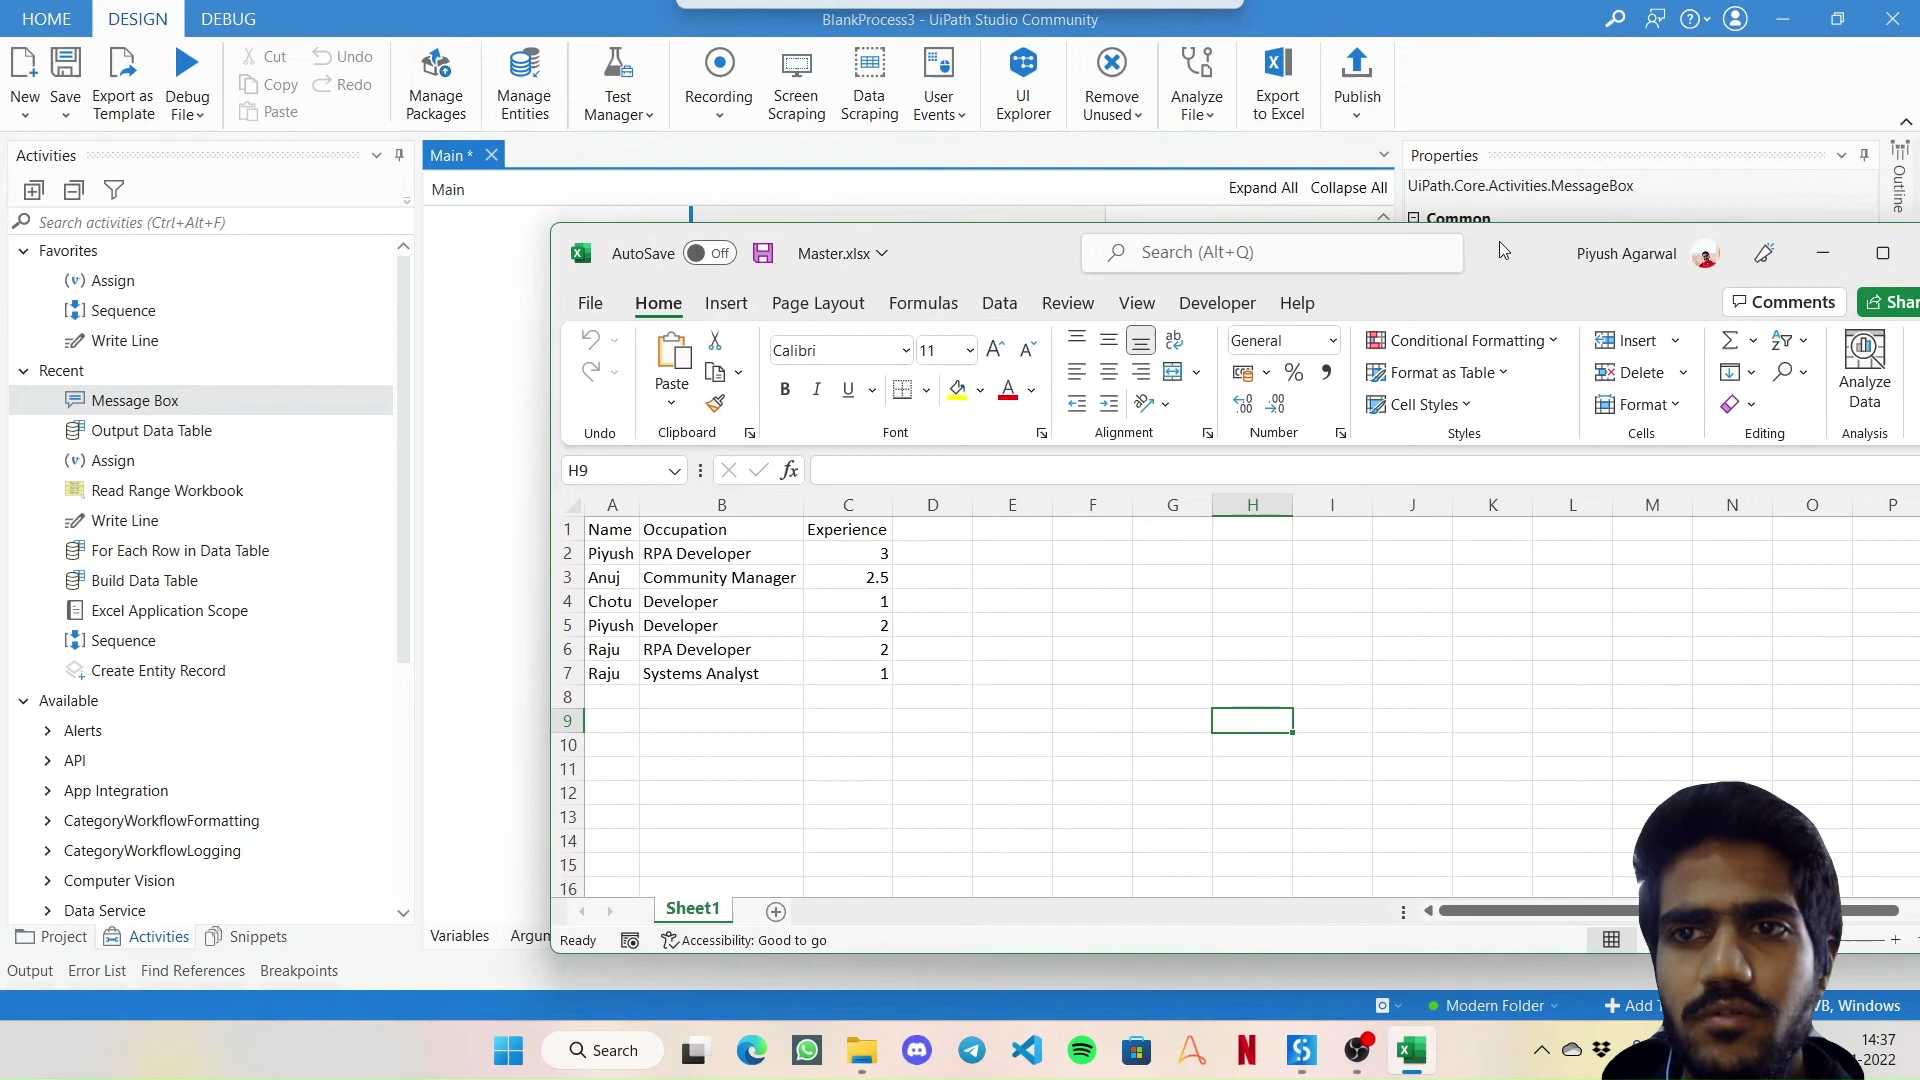 HOME DESIGN DEBUG
BlankProcess3 - UiPath Studio Community
New Save Export as Template Debug File
Cut Copy Paste Undo Redo
Manage Packages Manage Entities Test Manager Recording Screen Scraping Data Scraping User Events UI Explorer Remove Unused Analyze File Export to Excel Publish
Activities
Search activities (Ctrl+Alt+F)
Favorites
Assign
Sequence
Write Line
Recent
Message Box
Output Data Table
Assign
Read Range Workbook
Write Line
For Each Row in Data Table
Build Data Table
Excel Application Scope
Sequence
Create Entity Record
Available
Alerts
API
App Integration
CategoryWorkflowFormatting
CategoryWorkflowLogging
Computer Vision
Data Service
Project Activities Snippets
Output Error List Find References Breakpoints
Main *
Main Expand All Collapse All
Variables
Properties
UiPath.Core.Activities.MessageBox
Common
Outline
AutoSave Off Master.xlsx Search (Alt+Q) Piyush Agarwal
File Home Insert Page Layout Formulas Data Review View Developer Help Comments
Undo
Paste
Clipboard
Calibri 11
Font
Alignment
General
Number
Conditional Formatting
Format as Table
Cell Styles
Styles
Insert
Delete
Format
Cells
Editing
Analyze Data
Analysis
H9 fx
A B C D E F G H I J K L M N O P
1 Name Occupation Experience
2 Piyush RPA Developer 3
3 Anuj Community Manager 2.5
4 Chotu Developer 1
5 Piyush Developer 2
6 Raju RPA Developer 2
7 Raju Systems Analyst 1
8
9
10
11
12
13
14
15
16
Sheet1
Ready Accessibility: Good to go
Modern Folder Add VB, Windows
Search
14:37
-2022